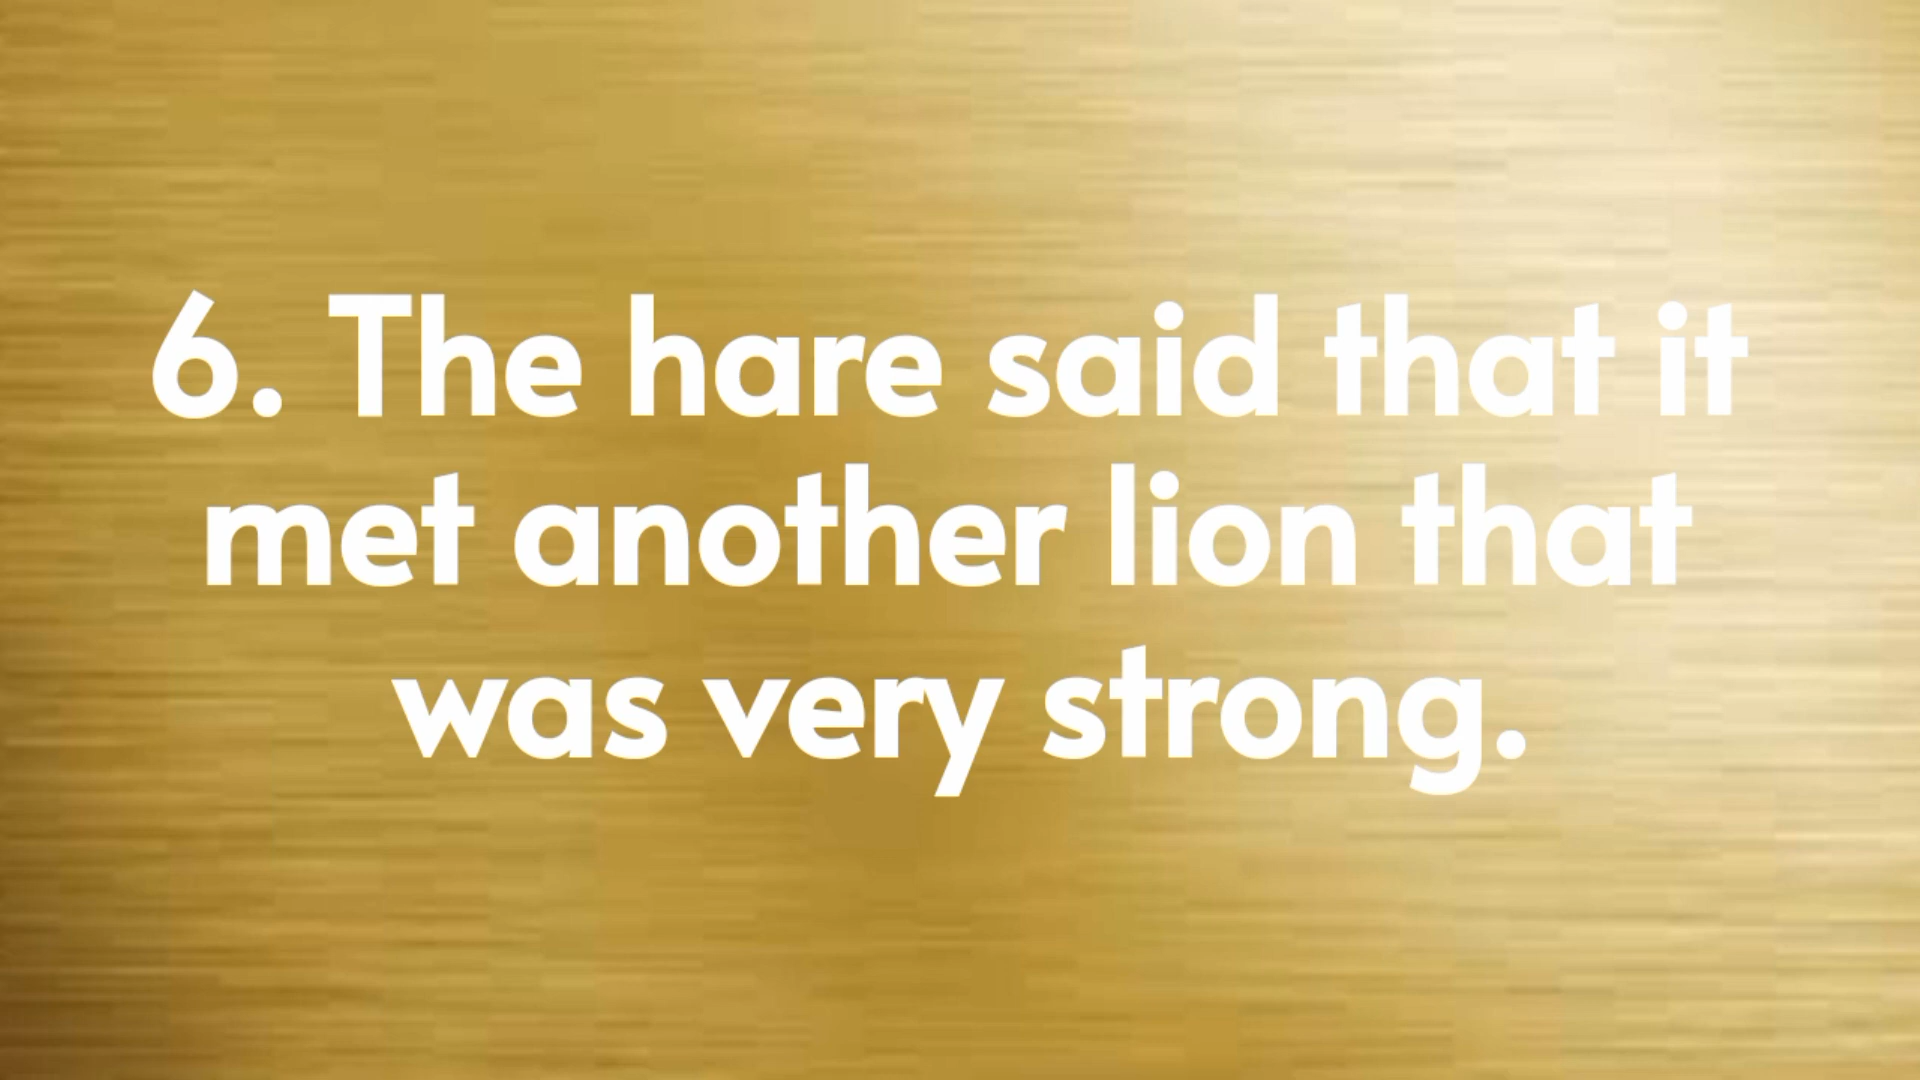 6. The hare said that it
met another lion that
was very strong.